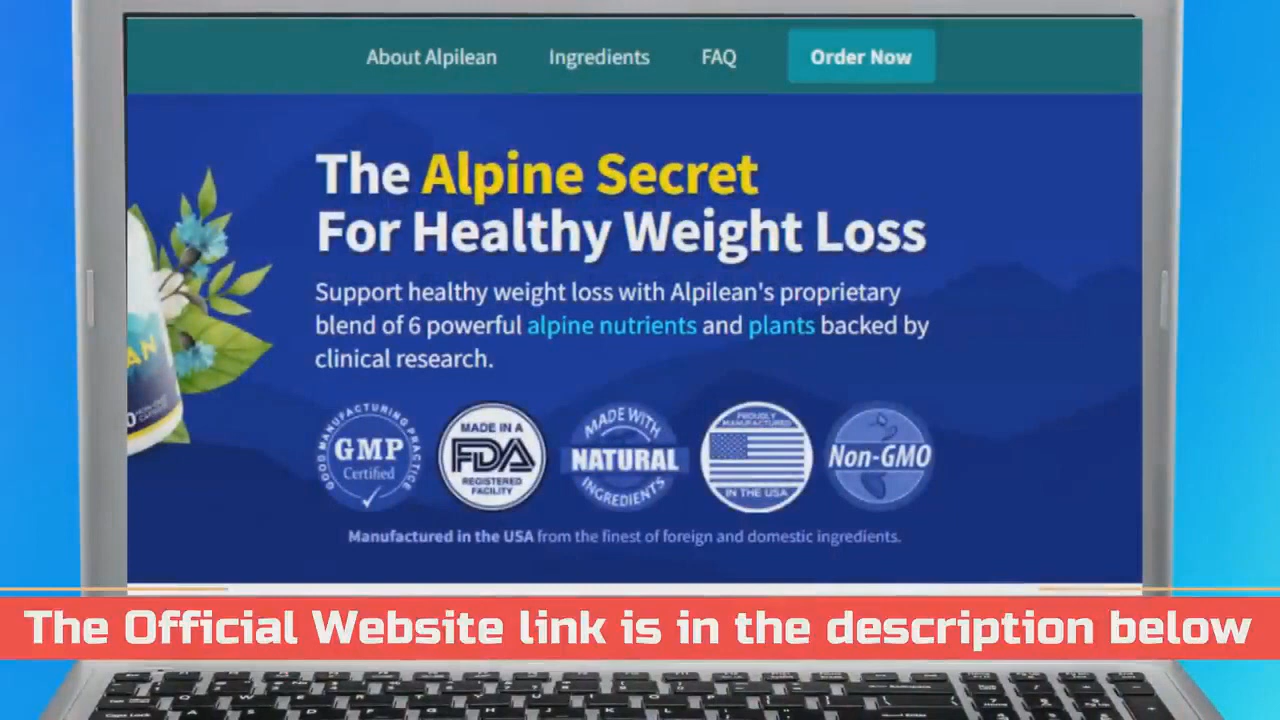 About Alpilean
Ingredients
FAQ
Order Now
The Alpine Secret
For Healthy Weight Loss
Support healthy weight loss with Alpilean's proprietary
blend of 6 powerful alpine nutrients and plants backed by
clinical research.
GOOD MANUFACTURING PRACTICE
GMP
Certified
MADE IN A
FDA
REGISTERED
FACILITY
MADE WITH
NATURAL
INGREDIENTS
PROUDLY
MANUFACTURED
IN THE USA
Non-GMO
Manufactured in the USA from the finest of foreign and domestic ingredients.
The Official Website link is in the description below
Caps Lock